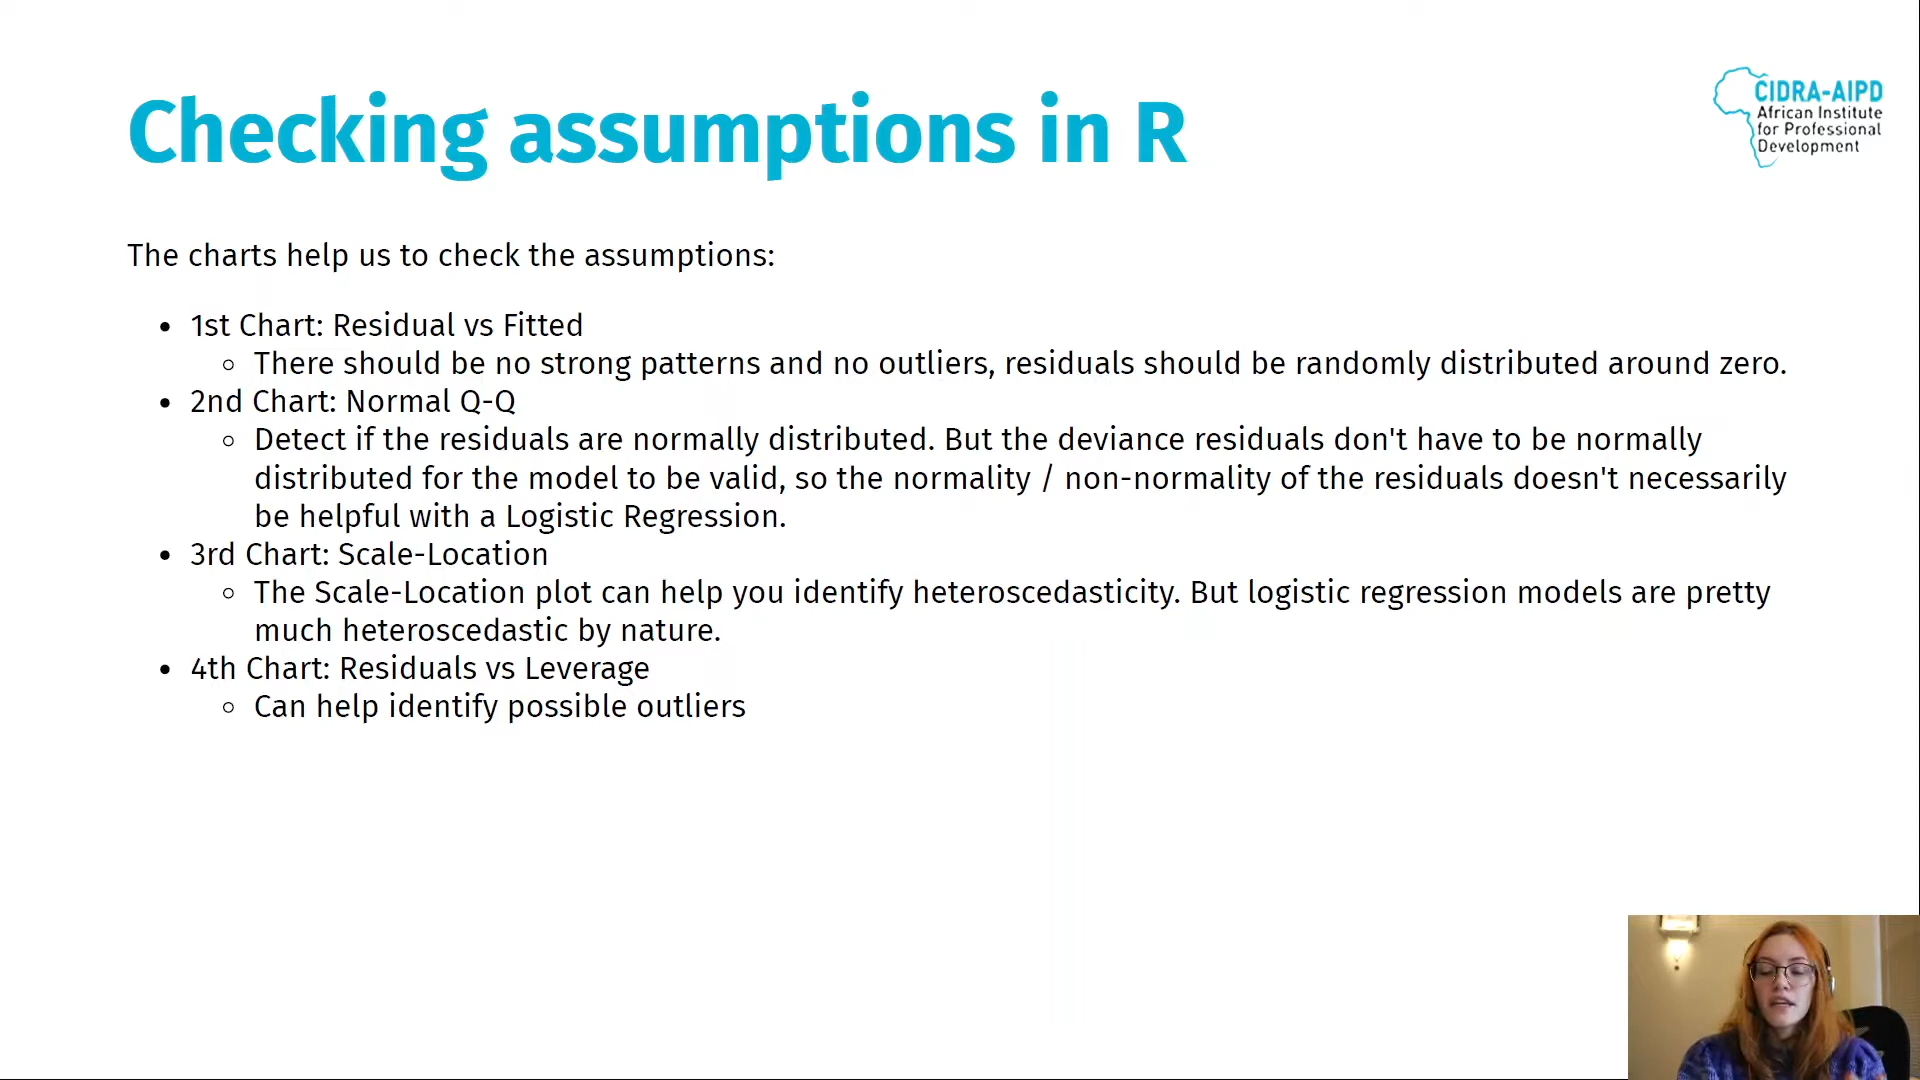 Checking assumptions in R
CIDRA-AIPD
African Institute
for Professional
Development
The charts help us to check the assumptions:
• 1st Chart: Residual vs Fitted
◦ There should be no strong patterns and no outliers, residuals should be randomly distributed around zero.
• 2nd Chart: Normal Q-Q
◦ Detect if the residuals are normally distributed. But the deviance residuals don't have to be normally
distributed for the model to be valid, so the normality / non-normality of the residuals doesn't necessarily
be helpful with a Logistic Regression.
• 3rd Chart: Scale-Location
◦ The Scale-Location plot can help you identify heteroscedasticity. But logistic regression models are pretty
much heteroscedastic by nature.
• 4th Chart: Residuals vs Leverage
◦ Can help identify possible outliers